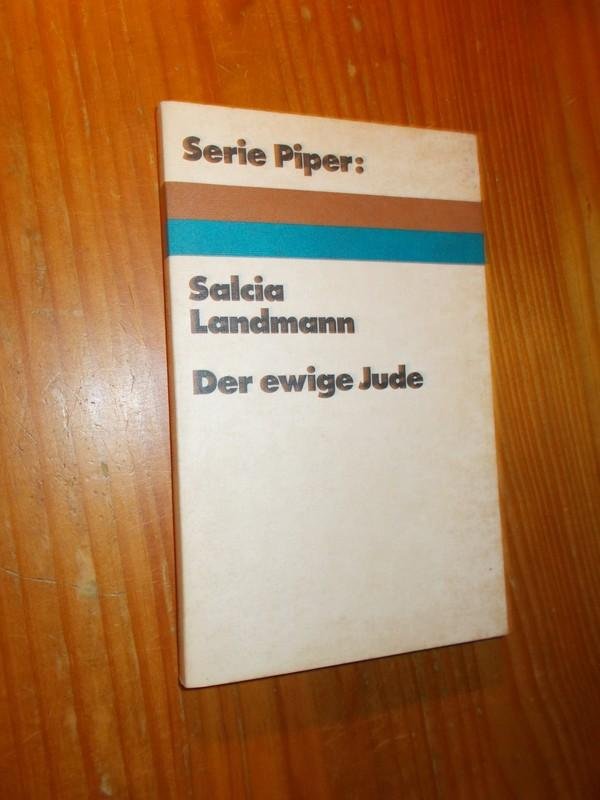 Serie Piper:
Salcia
Landmann
Der ewige Jude